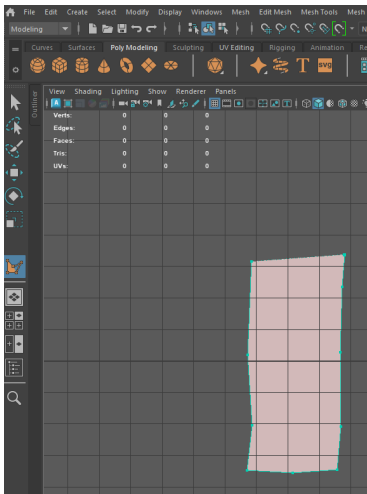 File Edit Create Select Modify Display Windows Mesh Edit Mesh Mesh Tools Mesh
Modeling
Curves Surfaces Poly Modeling Sculpting UV Editing Rigging Animation Re
T svg
Outliner
View Shading Lighting Show Renderer Panels
Verts: 0 0 0
Edges: 0 0 0
Faces: 0 0 0
Tris: 0 0 0
UVs: 0 0 0